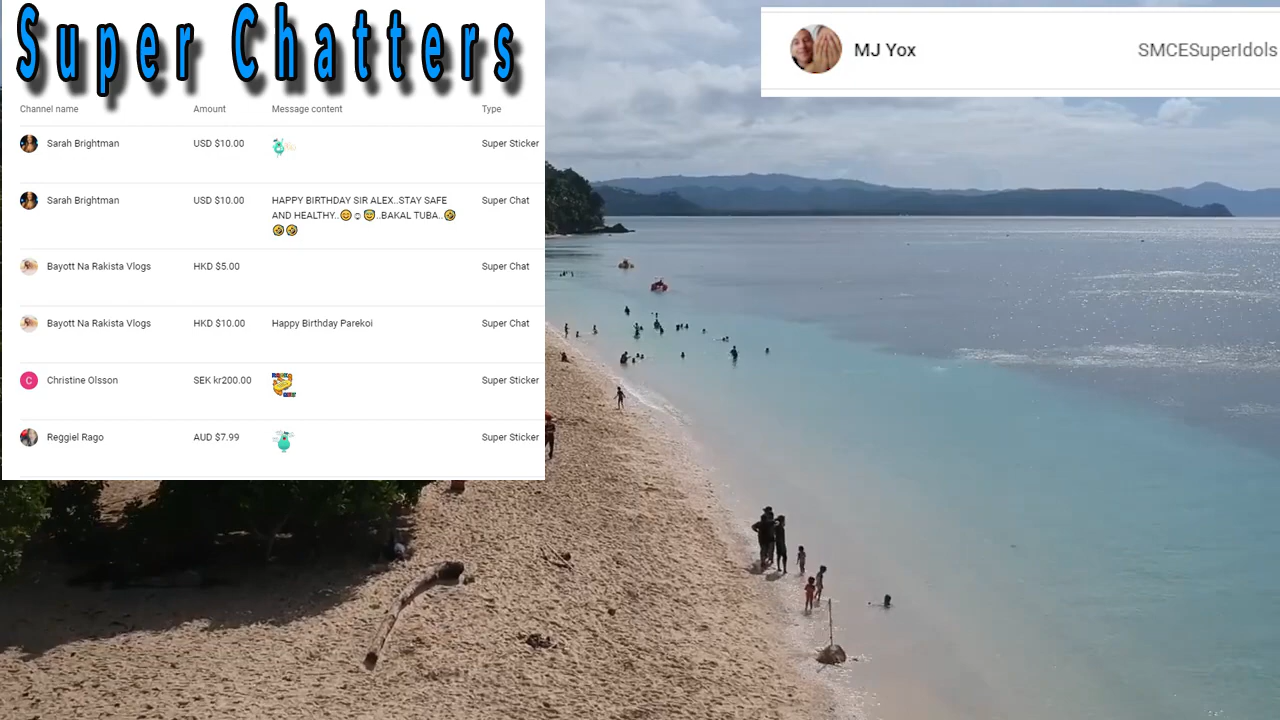 Super Chatters
Channel name Amount Message content Type
Sarah Brightman USD $10.00 Super Sticker
Sarah Brightman USD $10.00 HAPPY BIRTHDAY SIR ALEX..STAY SAFE Super Chat
AND HEALTHY..😀☺😇..BAKAL TUBA..🤣
🤣🤣
Bayott Na Rakista Vlogs HKD $5.00 Super Chat
Bayott Na Rakista Vlogs HKD $10.00 Happy Birthday Parekoi Super Chat
C Christine Olsson SEK kr200.00 Super Sticker
Reggiel Rago AUD $7.99 Super Sticker
MJ Yox SMCESuperIdols